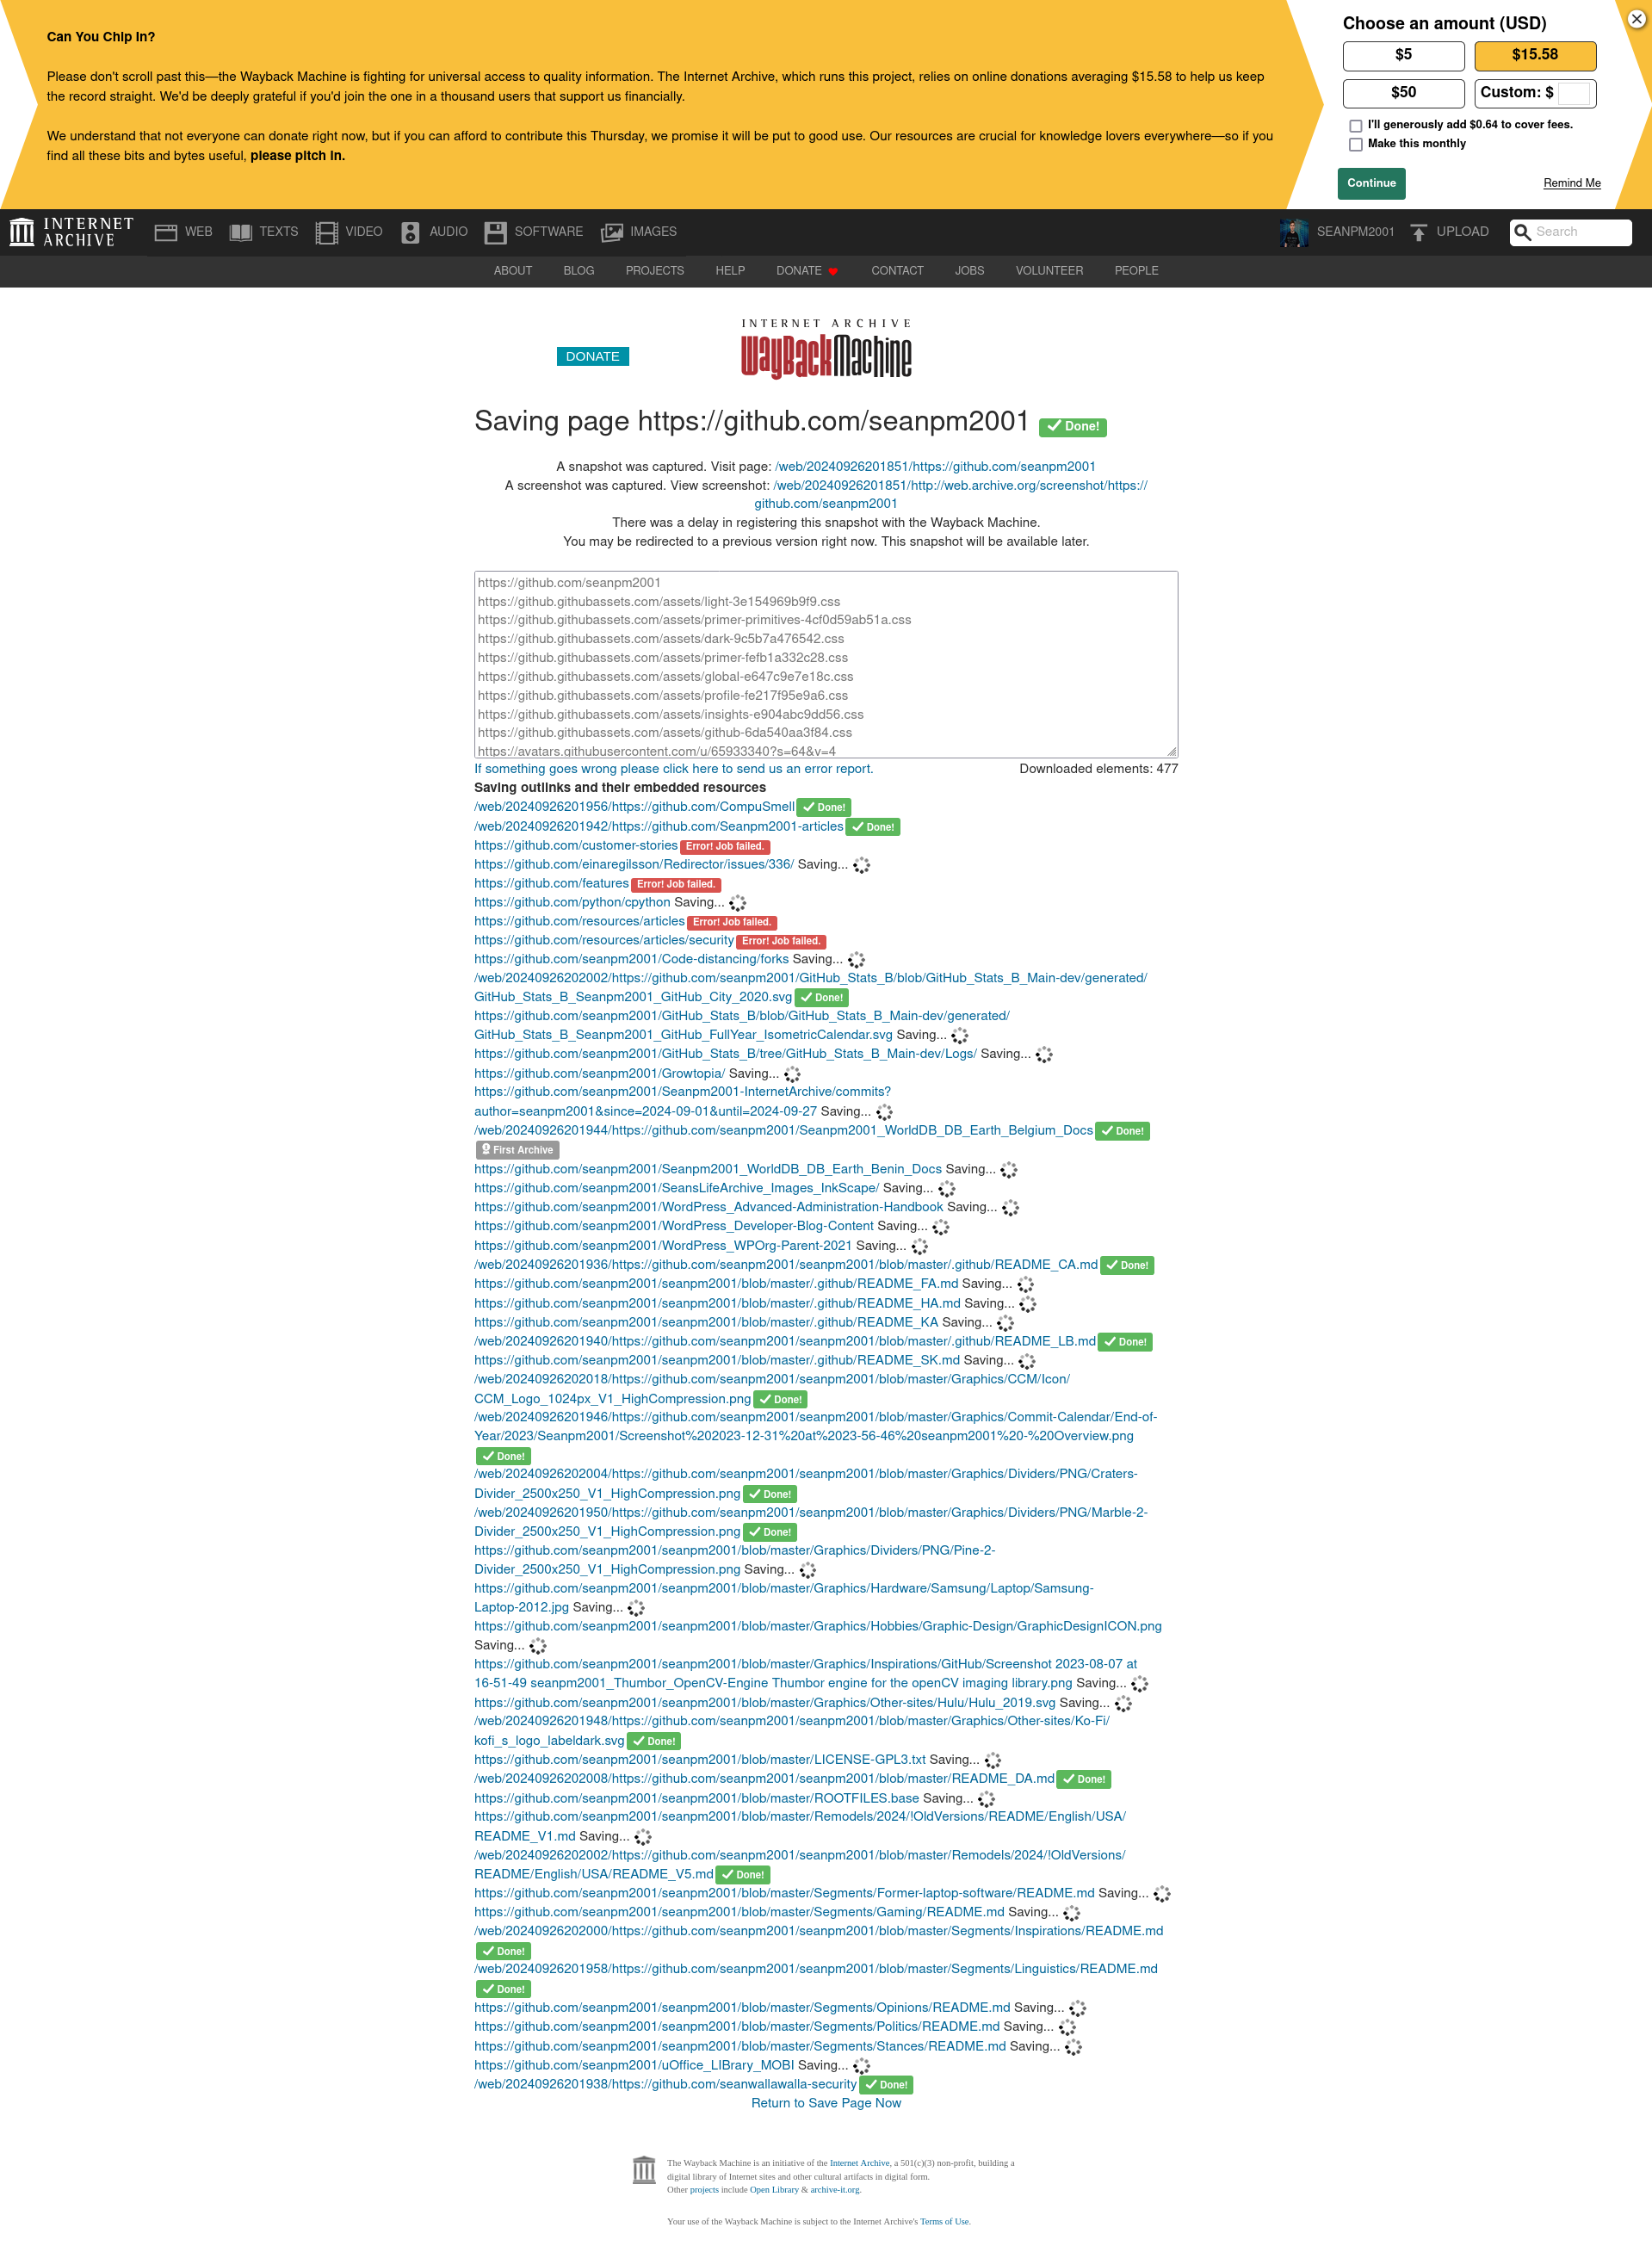 Can You Chip In?
Please don't scroll past this—the Wayback Machine is fighting for universal access to quality information. The Internet Archive, which runs this project, relies on online donations averaging $15.58 to help us keep
the record straight. We'd be deeply grateful if you'd join the one in a thousand users that support us financially.
We understand that not everyone can donate right now, but if you can afford to contribute this Thursday, we promise it will be put to good use. Our resources are crucial for knowledge lovers everywhere—so if you
find all these bits and bytes useful, please pitch in.
Choose an amount (USD)
$5
$15.58
$50
Custom: $
I'll generously add $0.64 to cover fees.
Make this monthly
Continue
Remind Me
INTERNET ARCHIVE
WEB TEXTS VIDEO AUDIO SOFTWARE IMAGES
SEANPM2001 UPLOAD Search
ABOUT BLOG PROJECTS HELP DONATE CONTACT JOBS VOLUNTEER PEOPLE
DONATE
INTERNET ARCHIVE
WayBackMachine
Saving page https://github.com/seanpm2001 Done!
A snapshot was captured. Visit page: /web/20240926201851/https://github.com/seanpm2001
A screenshot was captured. View screenshot: /web/20240926201851/http://web.archive.org/screenshot/https://
github.com/seanpm2001
There was a delay in registering this snapshot with the Wayback Machine.
You may be redirected to a previous version right now. This snapshot will be available later.
https://github.com/seanpm2001
https://github.githubassets.com/assets/light-3e154969b9f9.css
https://github.githubassets.com/assets/primer-primitives-4cf0d59ab51a.css
https://github.githubassets.com/assets/dark-9c5b7a476542.css
https://github.githubassets.com/assets/primer-fefb1a332c28.css
https://github.githubassets.com/assets/global-e647c9e7e18c.css
https://github.githubassets.com/assets/profile-fe217f95e9a6.css
https://github.githubassets.com/assets/insights-e904abc9dd56.css
https://github.githubassets.com/assets/github-6da540aa3f84.css
https://avatars.githubusercontent.com/u/65933340?s=64&v=4
If something goes wrong please click here to send us an error report. Downloaded elements: 477
Saving outlinks and their embedded resources
/web/20240926201956/https://github.com/CompuSmell Done!
/web/20240926201942/https://github.com/Seanpm2001-articles Done!
https://github.com/customer-stories Error! Job failed.
https://github.com/einaregilsson/Redirector/issues/336/ Saving...
https://github.com/features Error! Job failed.
https://github.com/python/cpython Saving...
https://github.com/resources/articles Error! Job failed.
https://github.com/resources/articles/security Error! Job failed.
https://github.com/seanpm2001/Code-distancing/forks Saving...
/web/20240926202002/https://github.com/seanpm2001/GitHub_Stats_B/blob/GitHub_Stats_B_Main-dev/generated/
GitHub_Stats_B_Seanpm2001_GitHub_City_2020.svg Done!
https://github.com/seanpm2001/GitHub_Stats_B/blob/GitHub_Stats_B_Main-dev/generated/
GitHub_Stats_B_Seanpm2001_GitHub_FullYear_IsometricCalendar.svg Saving...
https://github.com/seanpm2001/GitHub_Stats_B/tree/GitHub_Stats_B_Main-dev/Logs/ Saving...
https://github.com/seanpm2001/Growtopia/ Saving...
https://github.com/seanpm2001/Seanpm2001-InternetArchive/commits?
author=seanpm2001&since=2024-09-01&until=2024-09-27 Saving...
/web/20240926201944/https://github.com/seanpm2001/Seanpm2001_WorldDB_DB_Earth_Belgium_Docs Done!
First Archive
https://github.com/seanpm2001/Seanpm2001_WorldDB_DB_Earth_Benin_Docs Saving...
https://github.com/seanpm2001/SeansLifeArchive_Images_InkScape/ Saving...
https://github.com/seanpm2001/WordPress_Advanced-Administration-Handbook Saving...
https://github.com/seanpm2001/WordPress_Developer-Blog-Content Saving...
https://github.com/seanpm2001/WordPress_WPOrg-Parent-2021 Saving...
/web/20240926201936/https://github.com/seanpm2001/seanpm2001/blob/master/.github/README_CA.md Done!
https://github.com/seanpm2001/seanpm2001/blob/master/.github/README_FA.md Saving...
https://github.com/seanpm2001/seanpm2001/blob/master/.github/README_HA.md Saving...
https://github.com/seanpm2001/seanpm2001/blob/master/.github/README_KA Saving...
/web/20240926201940/https://github.com/seanpm2001/seanpm2001/blob/master/.github/README_LB.md Done!
https://github.com/seanpm2001/seanpm2001/blob/master/.github/README_SK.md Saving...
/web/20240926202018/https://github.com/seanpm2001/seanpm2001/blob/master/Graphics/CCM/Icon/
CCM_Logo_1024px_V1_HighCompression.png Done!
/web/20240926201946/https://github.com/seanpm2001/seanpm2001/blob/master/Graphics/Commit-Calendar/End-of-
Year/2023/Seanpm2001/Screenshot%202023-12-31%20at%2023-56-46%20seanpm2001%20-%20Overview.png
Done!
/web/20240926202004/https://github.com/seanpm2001/seanpm2001/blob/master/Graphics/Dividers/PNG/Craters-
Divider_2500x250_V1_HighCompression.png Done!
/web/20240926201950/https://github.com/seanpm2001/seanpm2001/blob/master/Graphics/Dividers/PNG/Marble-2-
Divider_2500x250_V1_HighCompression.png Done!
https://github.com/seanpm2001/seanpm2001/blob/master/Graphics/Dividers/PNG/Pine-2-
Divider_2500x250_V1_HighCompression.png Saving...
https://github.com/seanpm2001/seanpm2001/blob/master/Graphics/Hardware/Samsung/Laptop/Samsung-
Laptop-2012.jpg Saving...
https://github.com/seanpm2001/seanpm2001/blob/master/Graphics/Hobbies/Graphic-Design/GraphicDesignICON.png
Saving...
https://github.com/seanpm2001/seanpm2001/blob/master/Graphics/Inspirations/GitHub/Screenshot 2023-08-07 at
16-51-49 seanpm2001_Thumbor_OpenCV-Engine Thumbor engine for the openCV imaging library.png Saving...
https://github.com/seanpm2001/seanpm2001/blob/master/Graphics/Other-sites/Hulu/Hulu_2019.svg Saving...
/web/20240926201948/https://github.com/seanpm2001/seanpm2001/blob/master/Graphics/Other-sites/Ko-Fi/
kofi_s_logo_labeldark.svg Done!
https://github.com/seanpm2001/seanpm2001/blob/master/LICENSE-GPL3.txt Saving...
/web/20240926202008/https://github.com/seanpm2001/seanpm2001/blob/master/README_DA.md Done!
https://github.com/seanpm2001/seanpm2001/blob/master/ROOTFILES.base Saving...
https://github.com/seanpm2001/seanpm2001/blob/master/Remodels/2024/!OldVersions/README/English/USA/
README_V1.md Saving...
/web/20240926202002/https://github.com/seanpm2001/seanpm2001/blob/master/Remodels/2024/!OldVersions/
README/English/USA/README_V5.md Done!
https://github.com/seanpm2001/seanpm2001/blob/master/Segments/Former-laptop-software/README.md Saving...
https://github.com/seanpm2001/seanpm2001/blob/master/Segments/Gaming/README.md Saving...
/web/20240926202000/https://github.com/seanpm2001/seanpm2001/blob/master/Segments/Inspirations/README.md
Done!
/web/20240926201958/https://github.com/seanpm2001/seanpm2001/blob/master/Segments/Linguistics/README.md
Done!
https://github.com/seanpm2001/seanpm2001/blob/master/Segments/Opinions/README.md Saving...
https://github.com/seanpm2001/seanpm2001/blob/master/Segments/Politics/README.md Saving...
https://github.com/seanpm2001/seanpm2001/blob/master/Segments/Stances/README.md Saving...
https://github.com/seanpm2001/uOffice_LIBrary_MOBI Saving...
/web/20240926201938/https://github.com/seanwallawalla-security Done!
Return to Save Page Now
The Wayback Machine is an initiative of the Internet Archive, a 501(c)(3) non-profit, building a
digital library of Internet sites and other cultural artifacts in digital form.
Other projects include Open Library & archive-it.org.
Your use of the Wayback Machine is subject to the Internet Archive's Terms of Use.